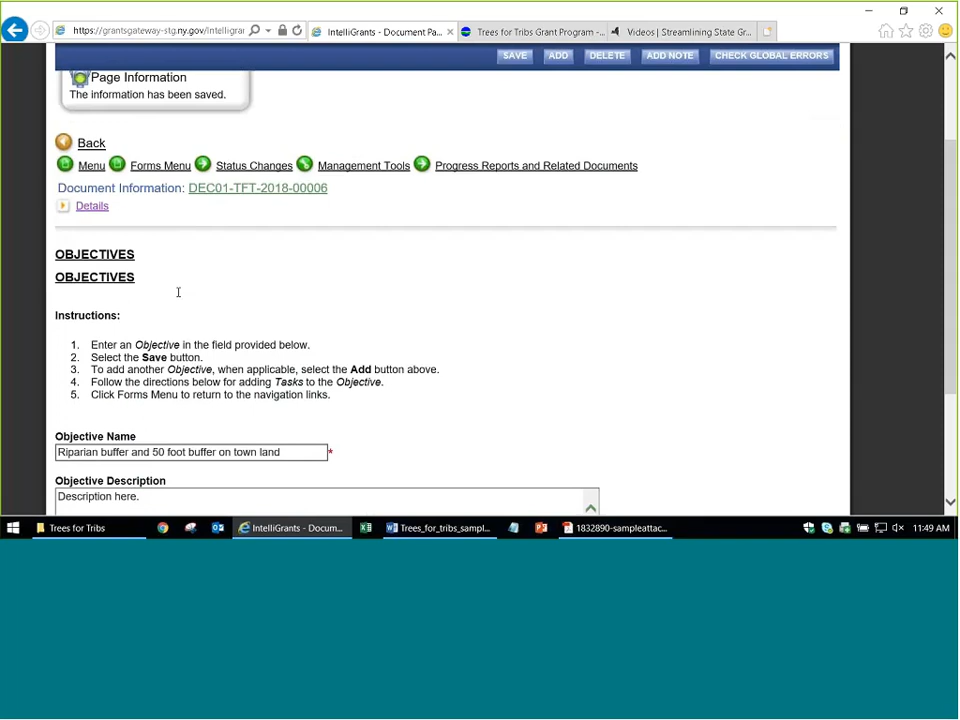 https://grantsgateway-stg.ny.gov/Intelligrar
IntelliGrants - Document Pa...
Trees for Tribs Grant Program -...
Videos | Streamlining State Gr...
SAVE
ADD
DELETE
ADD NOTE
CHECK GLOBAL ERRORS
Page Information
The information has been saved.
Back
Menu
Forms Menu
Status Changes
Management Tools
Progress Reports and Related Documents
Document Information: DEC01-TFT-2018-00006
Details
OBJECTIVES
OBJECTIVES
Instructions:
1. Enter an Objective in the field provided below.
2. Select the Save button.
3. To add another Objective, when applicable, select the Add button above.
4. Follow the directions below for adding Tasks to the Objective.
5. Click Forms Menu to return to the navigation links.
Objective Name
Riparian buffer and 50 foot buffer on town land *
Objective Description
Description here.
Trees for Tribs
IntelliGrants - Docum...
Trees_for_tribs_sampl...
1832890-sampleattac...
11:49 AM